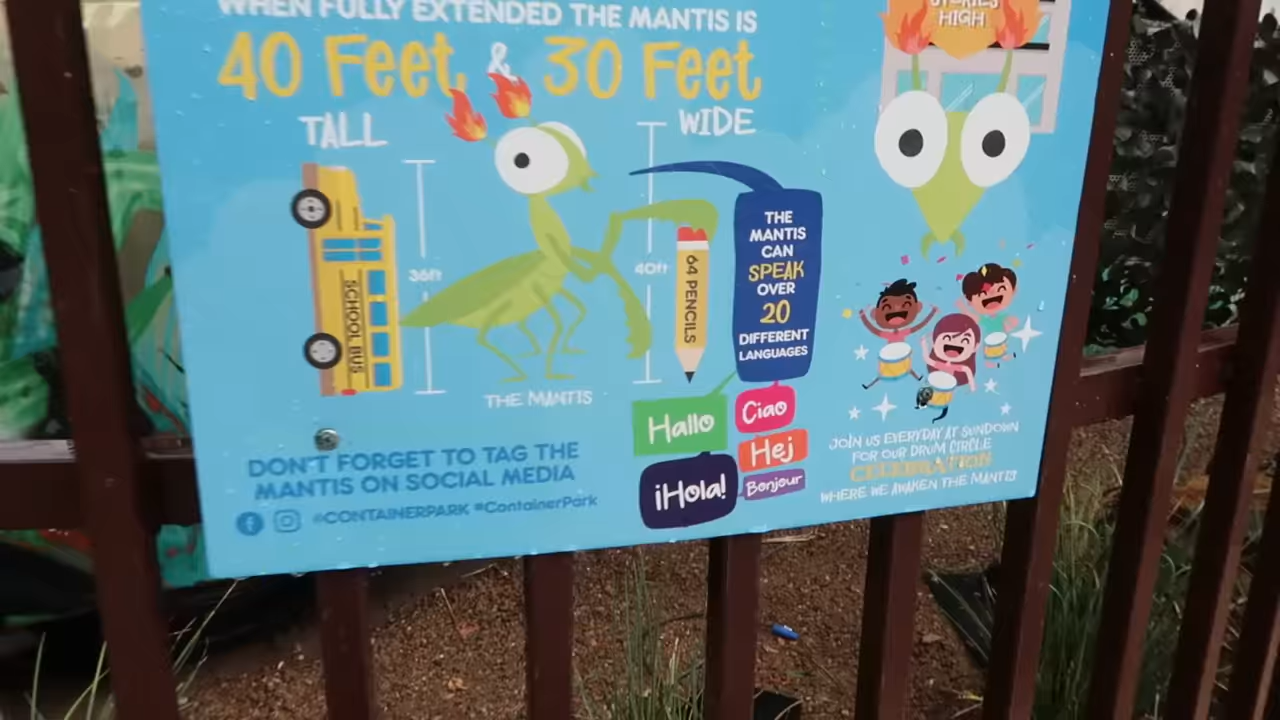 WHEN FULLY EXTENDED THE MANTIS IS
40 Feet & 30 Feet
TALL
WIDE
36ft
SCHOOL BUS
THE MANTIS
40ft
64 PENCILS
THE
MANTIS
CAN
SPEAK
OVER
20
DIFFERENT
LANGUAGES
Hallo
Ciao
Hej
¡Hola!
Bonjour
DON'T FORGET TO TAG THE
MANTIS ON SOCIAL MEDIA
@CONTAINERPARK #ContainerPark
STORIES
HIGH
JOIN US EVERYDAY AT SUNDOWN
FOR OUR DRUM CIRCLE
CELEBRATION
WHERE WE AWAKEN THE MANTIS